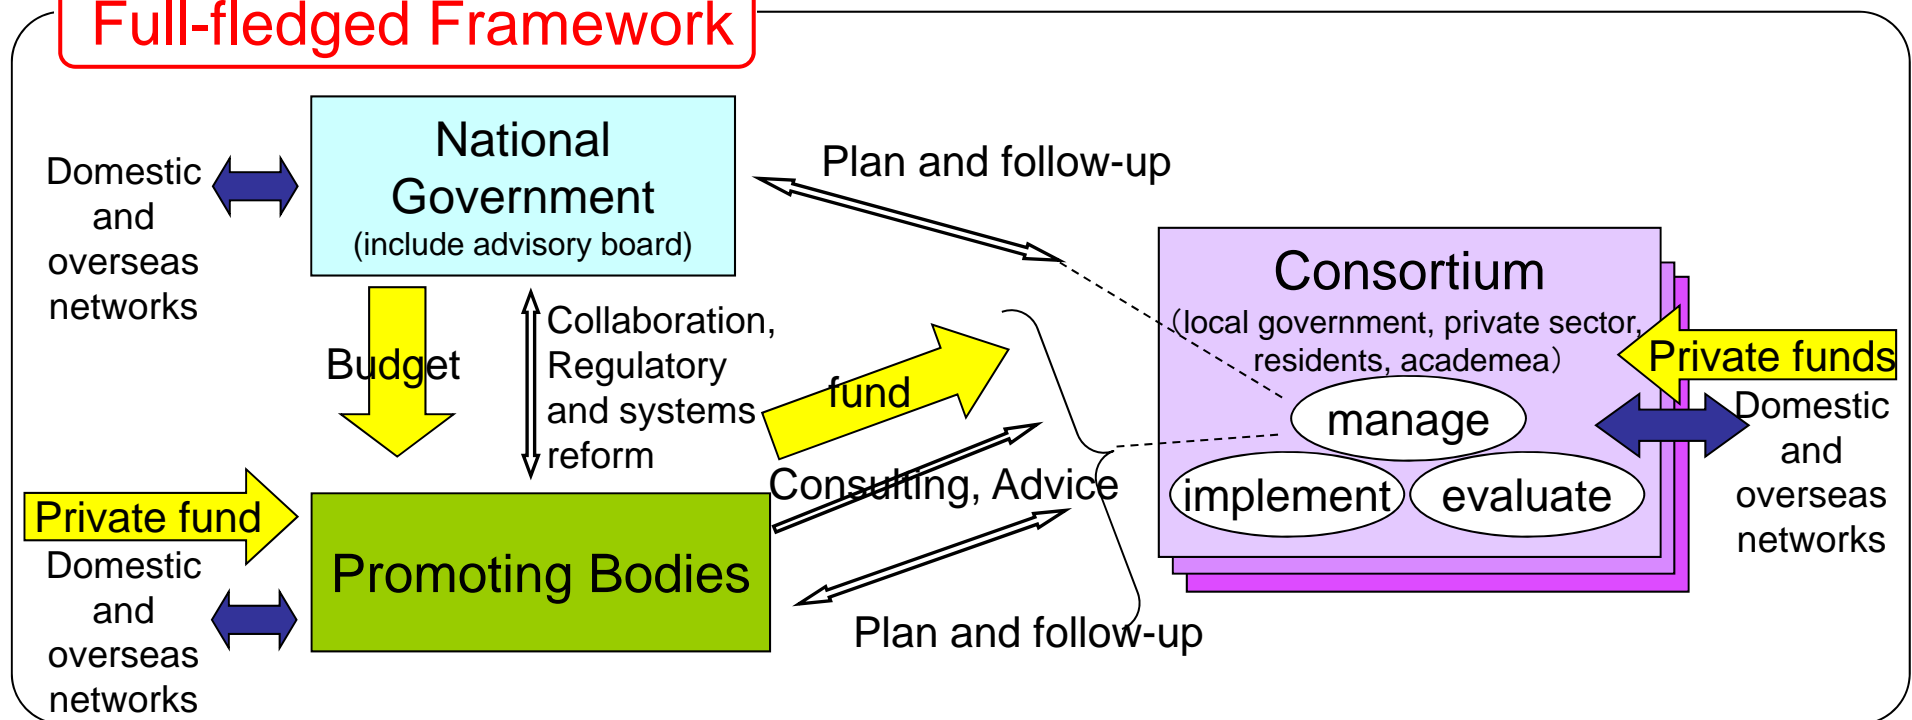 Full-fledged Framework
National
Government
(include advisory board)
Domestic
and
overseas
networks
Plan and follow-up
Consortium
（local government, private sector,
residents, academea）
Collaboration,
Regulatory
and systems
reform
Budget
fund
Private funds
manage
implement
evaluate
Domestic
and
overseas
networks
Consulting, Advice
Private fund
Promoting Bodies
Domestic
and
overseas
networks
Plan and follow-up